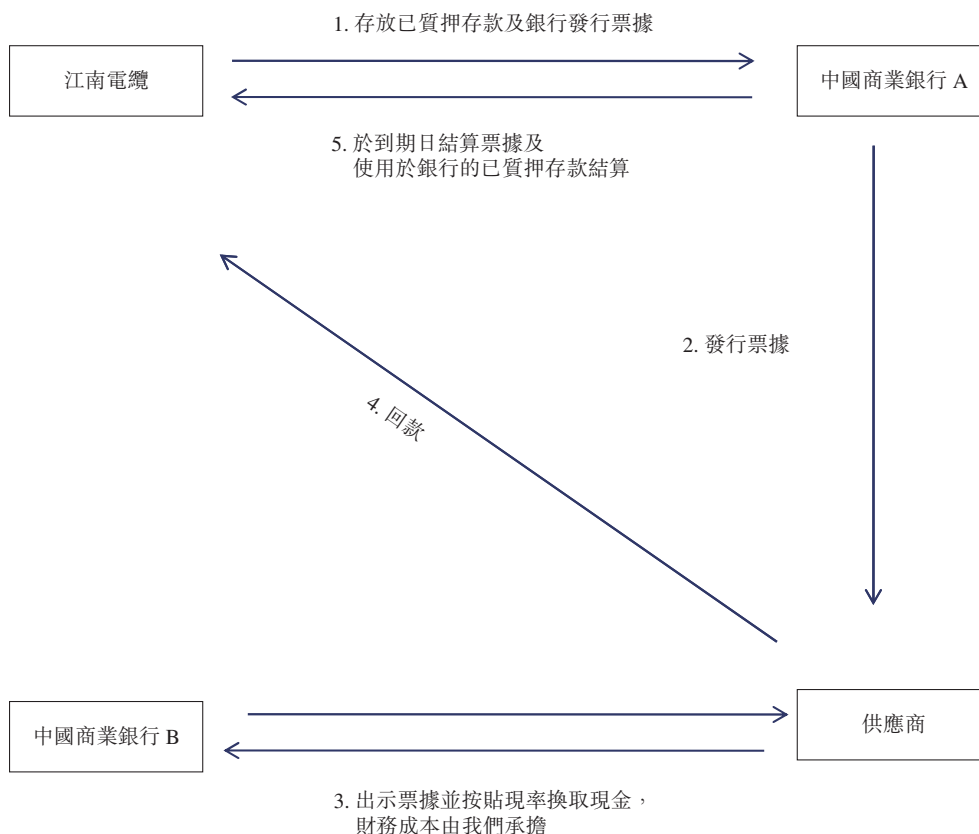 1. 存放已質押存款及銀行發行票據
江南電纜
中國商業銀行 A
5. 於到期日結算票據及
使用於銀行的已質押存款結算
2. 發行票據
4. 回款
中國商業銀行 B
供應商
3. 出示票據並按貼現率換取現金，
財務成本由我們承擔